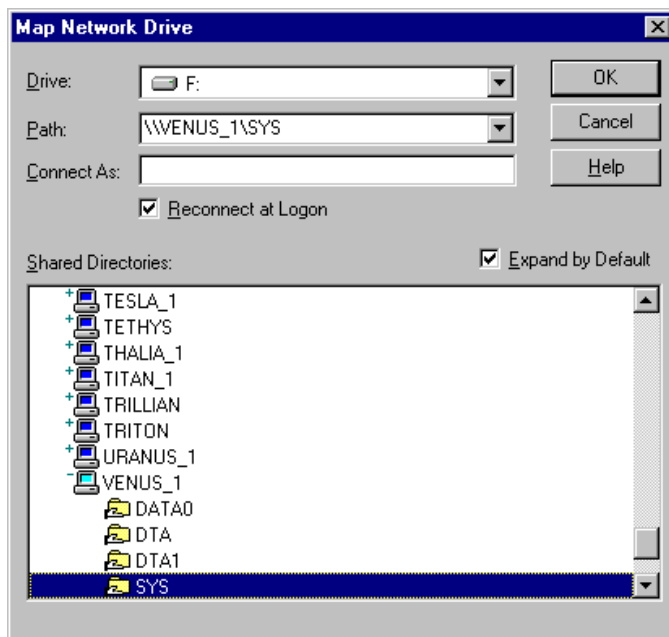 Map Network Drive
Drive: F: OK
Path: \\VENUS_1\SYS Cancel
Connect As: Help
Reconnect at Logon
Shared Directories: Expand by Default
TESLA_1
TETHYS
THALIA_1
TITAN_1
TRILLIAN
TRITON
URANUS_1
VENUS_1
DATA0
DTA
DTA1
SYS